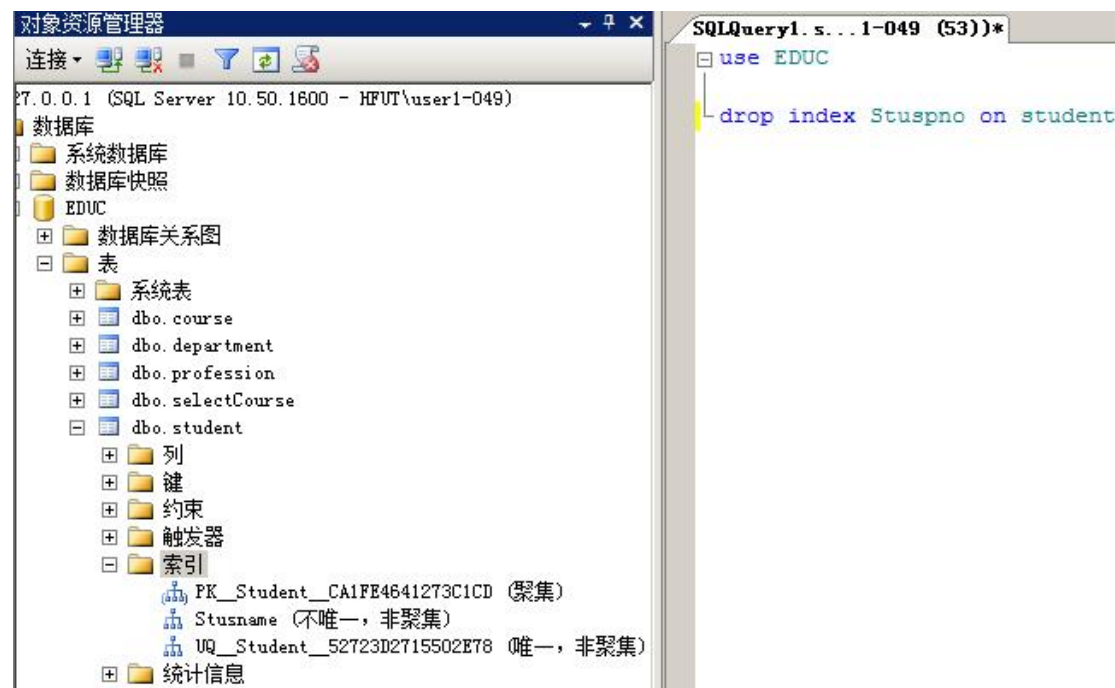 对象资源管理器
连接
27.0.0.1 (SQL Server 10.50.1600 - HFUT\user1-049)
数据库
系统数据库
数据库快照
EDUC
数据库关系图
表
系统表
dbo.course
dbo.department
dbo.profession
dbo.selectCourse
dbo.student
列
键
约束
触发器
索引
PK__Student__CA1FE4641273C1CD (聚集)
Stusname (不唯一，非聚集)
UQ__Student__52723D2715502E78 (唯一，非聚集)
统计信息
SQLQuery1.s...1-049 (53))*
use EDUC
drop index Stuspno on student